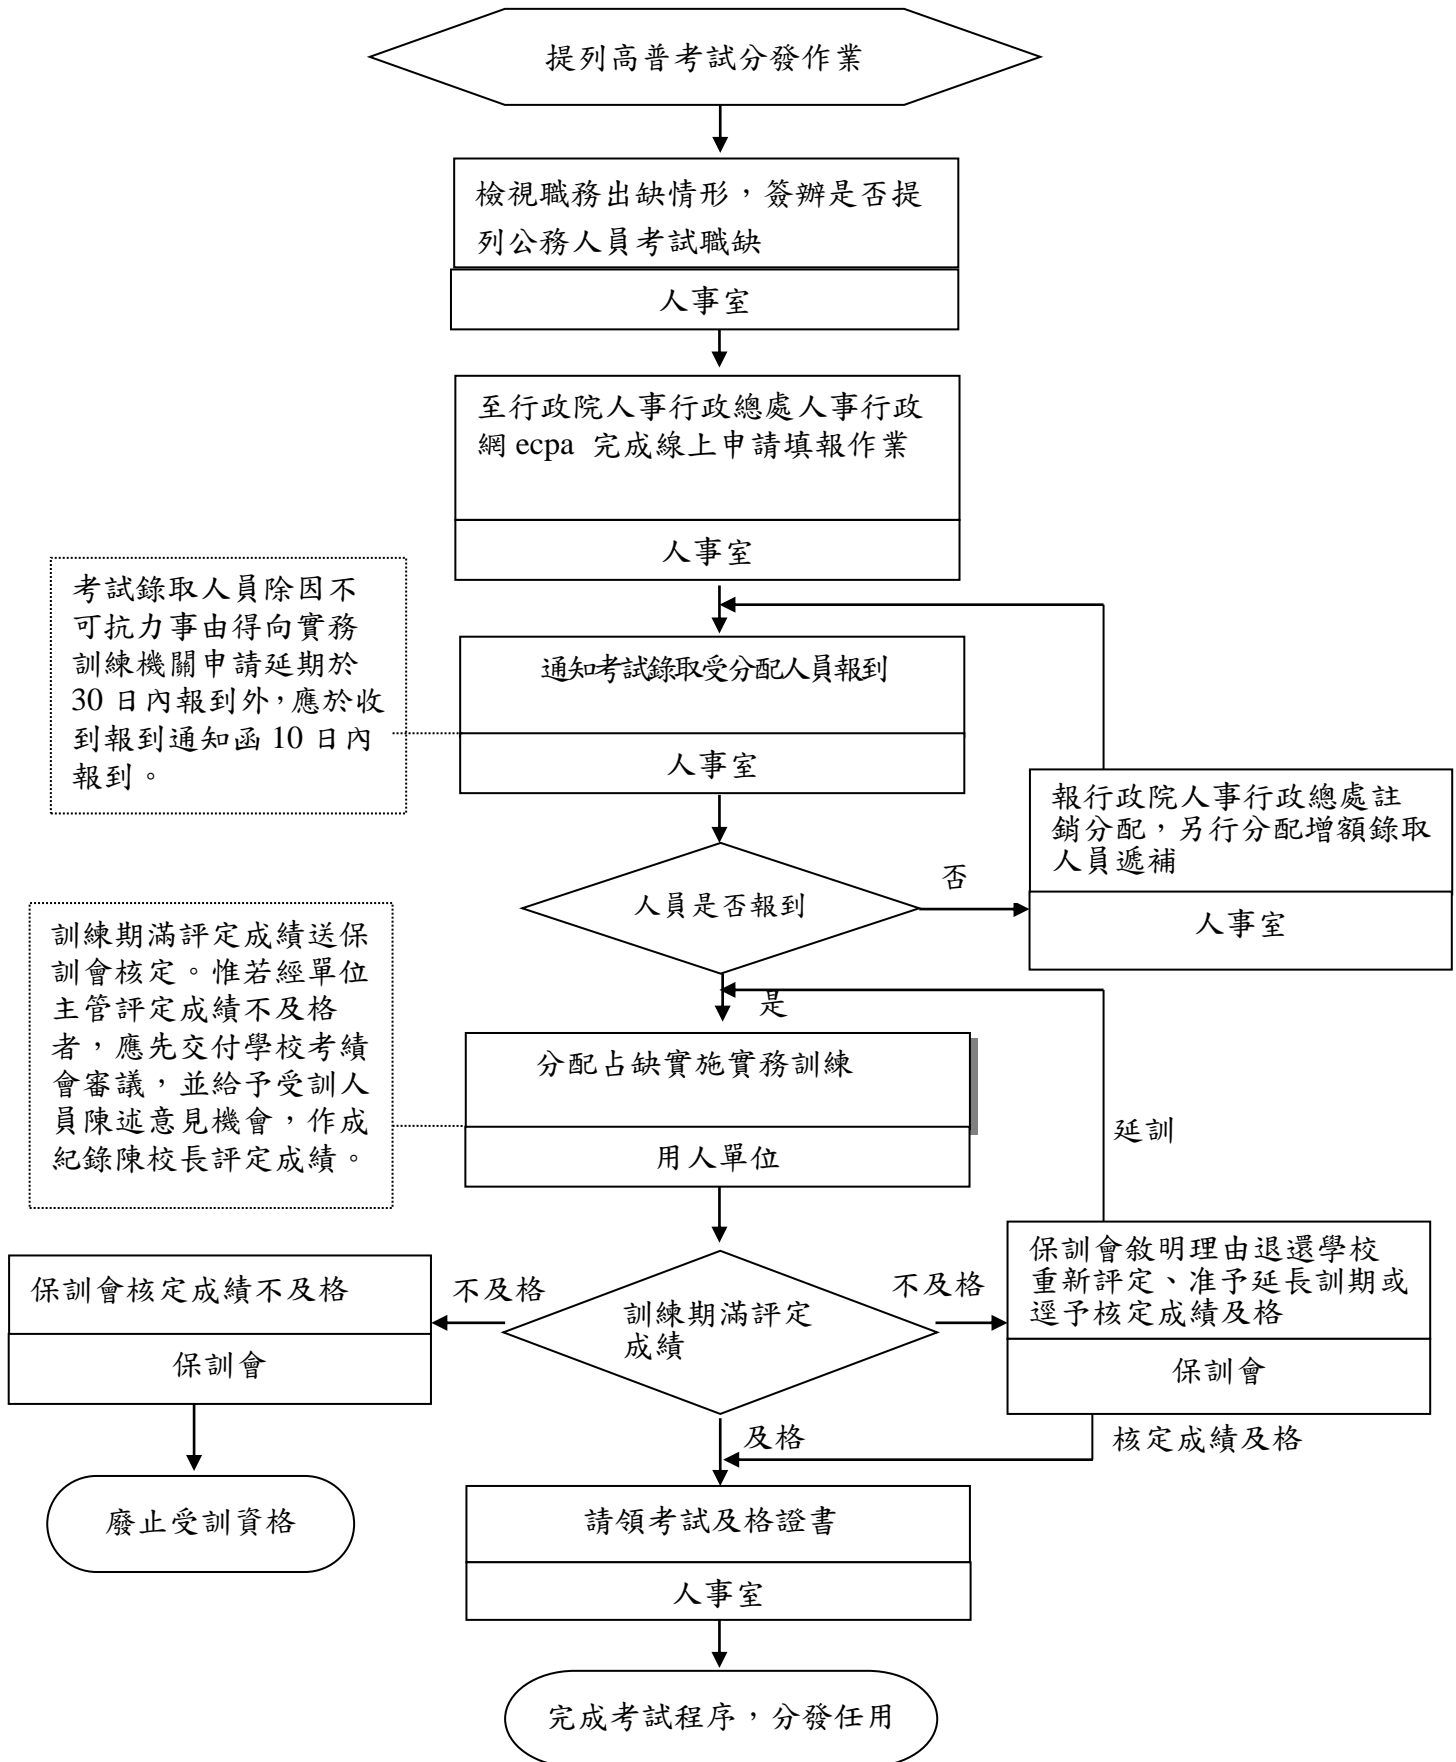 提列高普考試分發作業
檢視職務出缺情形，簽辦是否提
列公務人員考試職缺
人事室
至行政院人事行政總處人事行政
網 ecpa 完成線上申請填報作業
人事室
考試錄取人員除因不
可抗力事由得向實務
訓練機關申請延期於
30 日內報到外，應於收
到報到通知函 10 日內
報到。
通知考試錄取受分配人員報到
人事室
報行政院人事行政總處註
銷分配，另行分配增額錄取
人員遞補
人事室
人員是否報到
否
是
訓練期滿評定成績送保
訓會核定。惟若經單位
主管評定成績不及格
者，應先交付學校考績
會審議，並給予受訓人
員陳述意見機會，作成
紀錄陳校長評定成績。
分配占缺實施實務訓練
用人單位
延訓
保訓會核定成績不及格
保訓會
不及格
訓練期滿評定
成績
不及格
保訓會敘明理由退還學校
重新評定、准予延長訓期或
逕予核定成績及格
保訓會
及格
核定成績及格
廢止受訓資格
請領考試及格證書
人事室
完成考試程序，分發任用